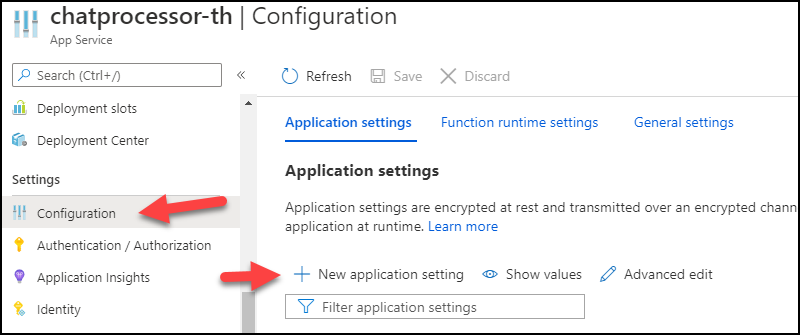 chatprocessor-th | Configuration
App Service
Search (Ctrl+/)
«
Deployment slots
Deployment Center
Settings
Configuration
Authentication / Authorization
Application Insights
Identity
Refresh
Save
Discard
Application settings
Function runtime settings
General settings
Application settings
Application settings are encrypted at rest and transmitted over an encrypted chann
application at runtime. Learn more
New application setting
Show values
Advanced edit
Filter application settings